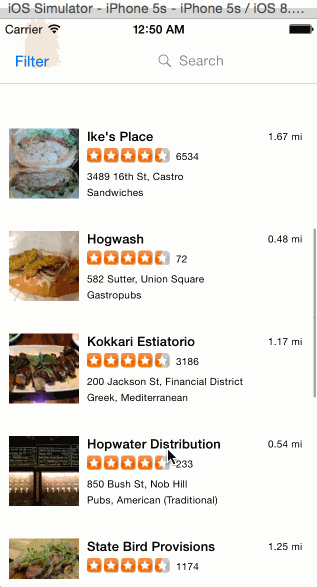 iOS Simulator - iPhone 5s - iPhone 5s / iOS 8....
Carrier 12:50 AM
Filter Search
Ike's Place 1.67 mi
6534
3489 16th St, Castro
Sandwiches
Hogwash 0.48 mi
72
582 Sutter, Union Square
Gastropubs
Kokkari Estiatorio 1.17 mi
3186
200 Jackson St, Financial District
Greek, Mediterranean
Hopwater Distribution 0.54 mi
233
850 Bush St, Nob Hill
Pubs, American (Traditional)
State Bird Provisions 1.25 mi
1174